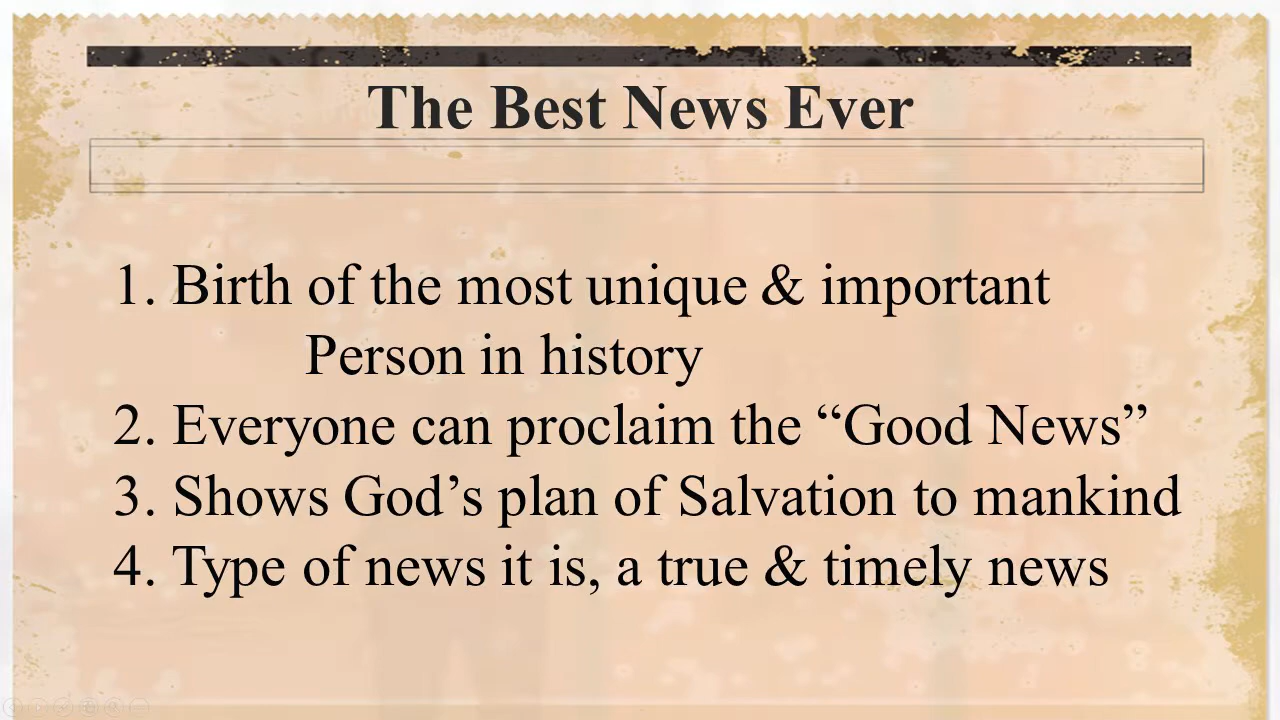 The Best News Ever
1. Birth of the most unique & important
Person in history
2. Everyone can proclaim the “Good News”
3. Shows God’s plan of Salvation to mankind
4. Type of news it is, a true & timely news